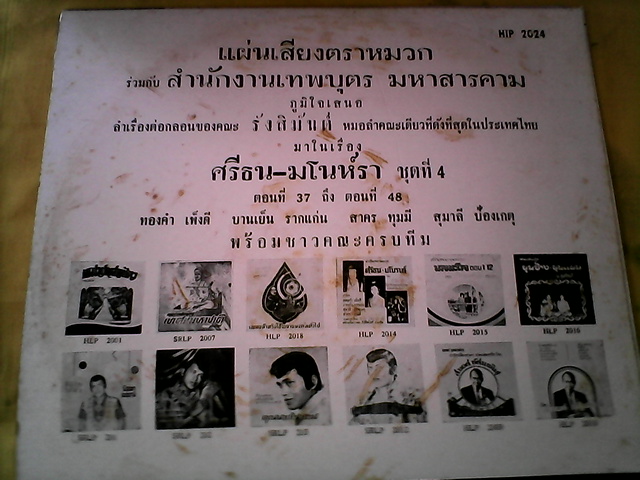 HLP 2024
แผ่นเสียงตราหมวก
ร่วมกับ สำนักงานเทพบุตร มหาสารคาม
ภูมิใจเสนอ
ลำเรื่องต่อกลอนของคณะ รังสิมันต์ หมอลำคณะเดียวที่ดังที่สุดในประเทศไทย
มาในเรื่อง
ศรีธน-มโนห์รา ชุดที่ 4
ตอนที่ 37 ถึง ตอนที่ 48
ทองคำ เพ็งดี บานเย็น รากแก่น สาคร ทุมมี สุมาลี ป้องเกตุ
พร้อมชาวคณะครบทีม
HLP 2001 SRLP 2007 HLP 2018 HLP 2014 HLP 2015 HLP 2016